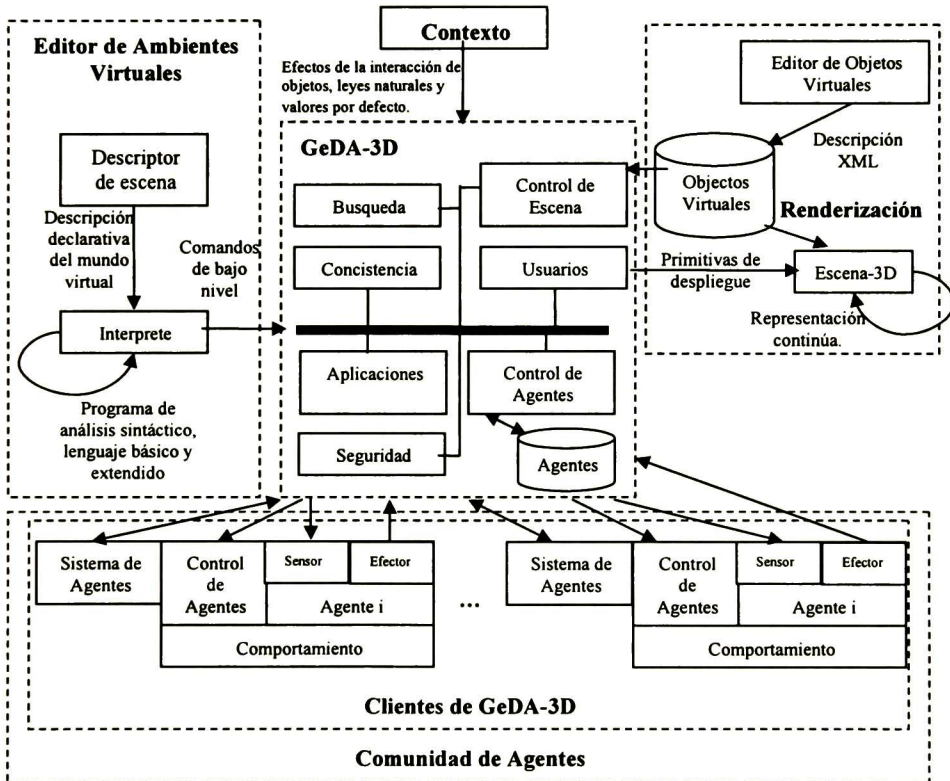 Editor de Ambientes
Virtuales
Descriptor
de escena
Descripción
declarativa
del mundo
virtual
Comandos
de bajo
nivel
Interprete
Programa de
análisis sintáctico,
lenguaje básico y
extendido
Contexto
Efectos de la interacción de
objetos, leyes naturales y
valores por defecto.
GeDA-3D
Busqueda
Control de
Escena
Concistencia
Usuarios
Aplicaciones
Control de
Agentes
Seguridad
Agentes
Editor de Objetos
Virtuales
Descripción
XML
Objectos
Virtuales
Renderización
Primitivas de
despliegue
Escena-3D
Representación
continúa.
Sistema de
Agentes
Control
de
Agentes
Sensor
Efector
Agente i
Comportamiento
...
Sistema de
Agentes
Control
de
Agentes
Sensor
Efector
Agente i
Comportamiento
Clientes de GeDA-3D
Comunidad de Agentes